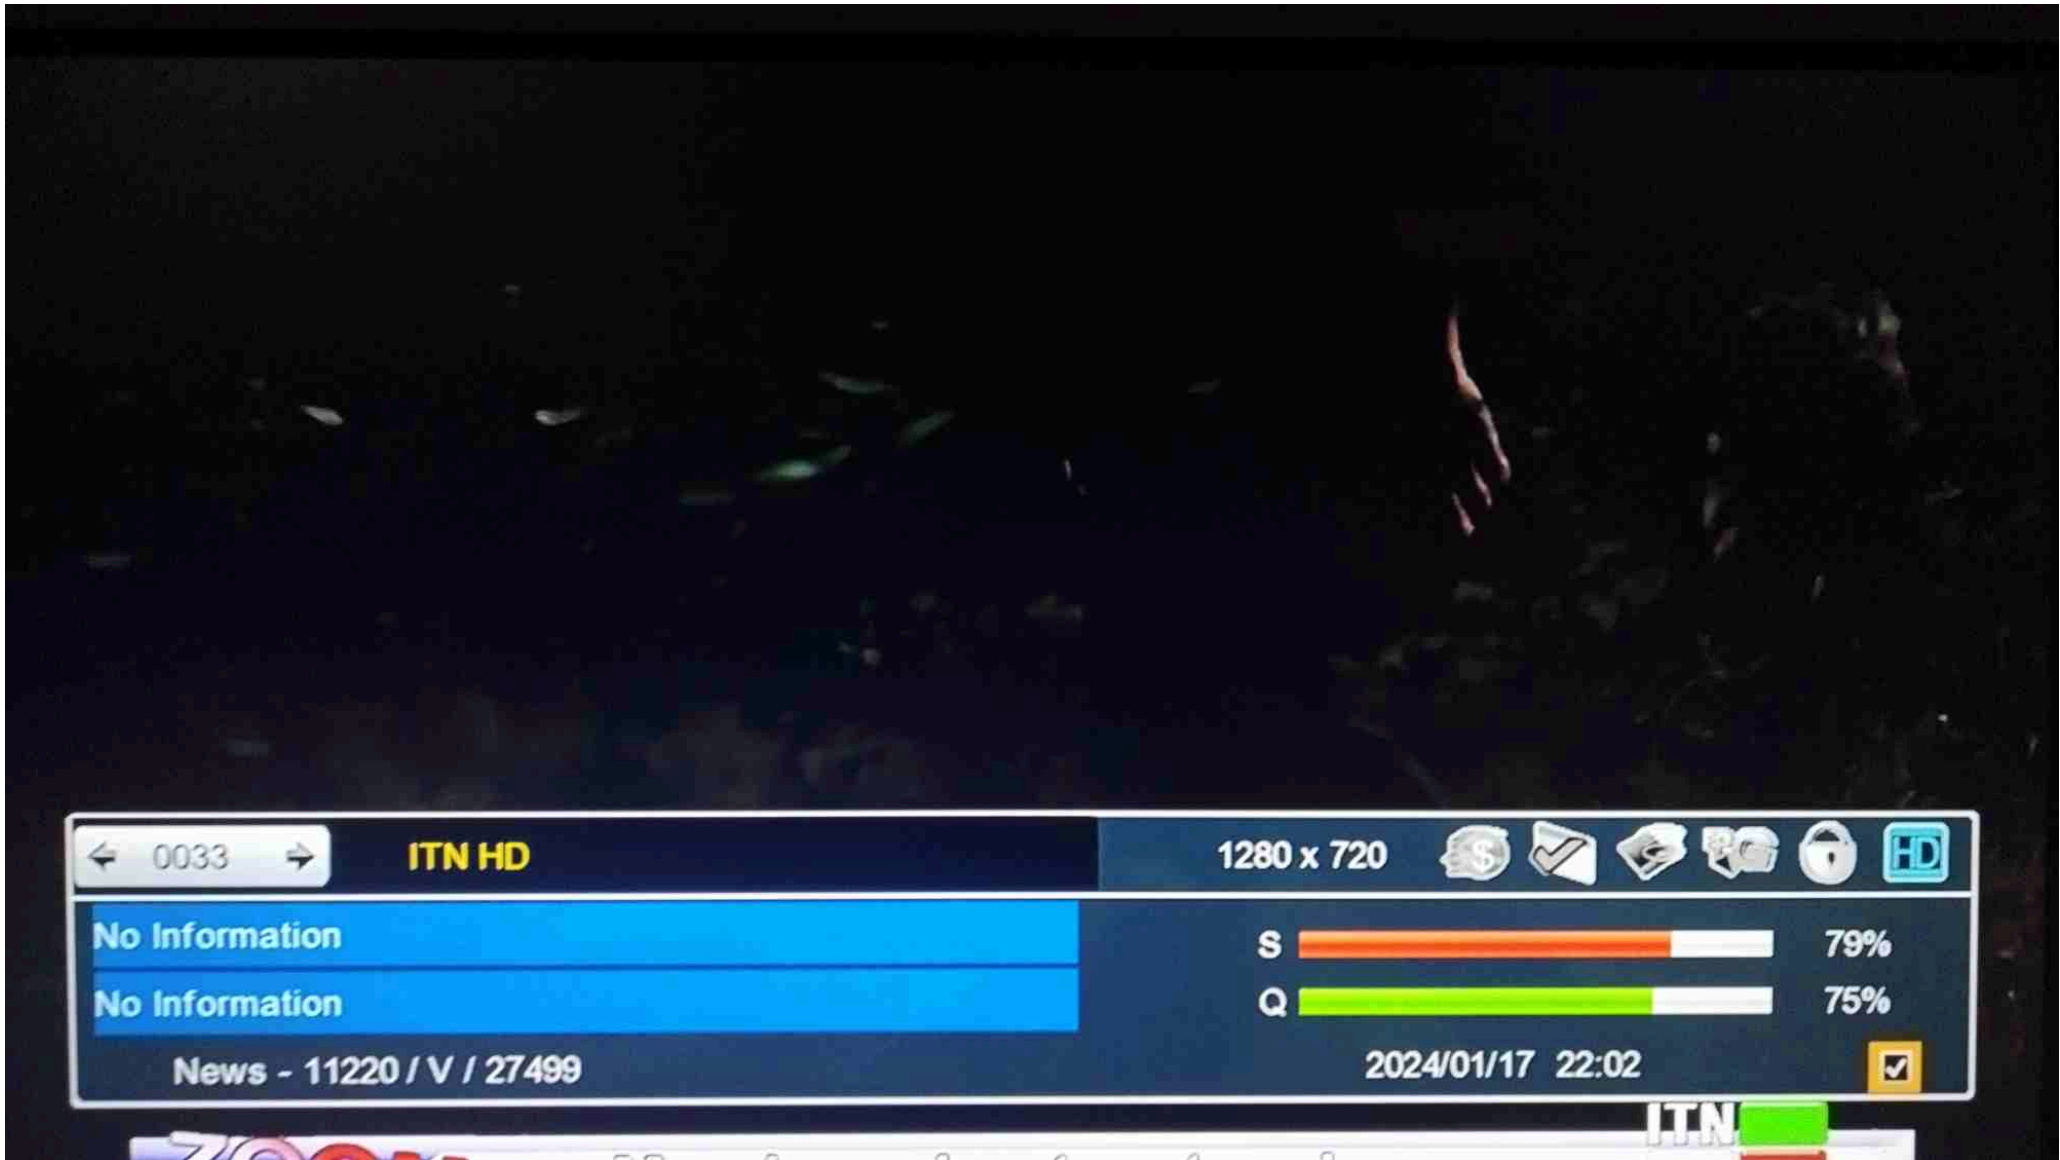 0033
ITN HD
1280 x 720
$
HD
No Information
S
79%
No Information
Q
75%
News - 11220 / V / 27499
2024/01/17 22:02
ITN